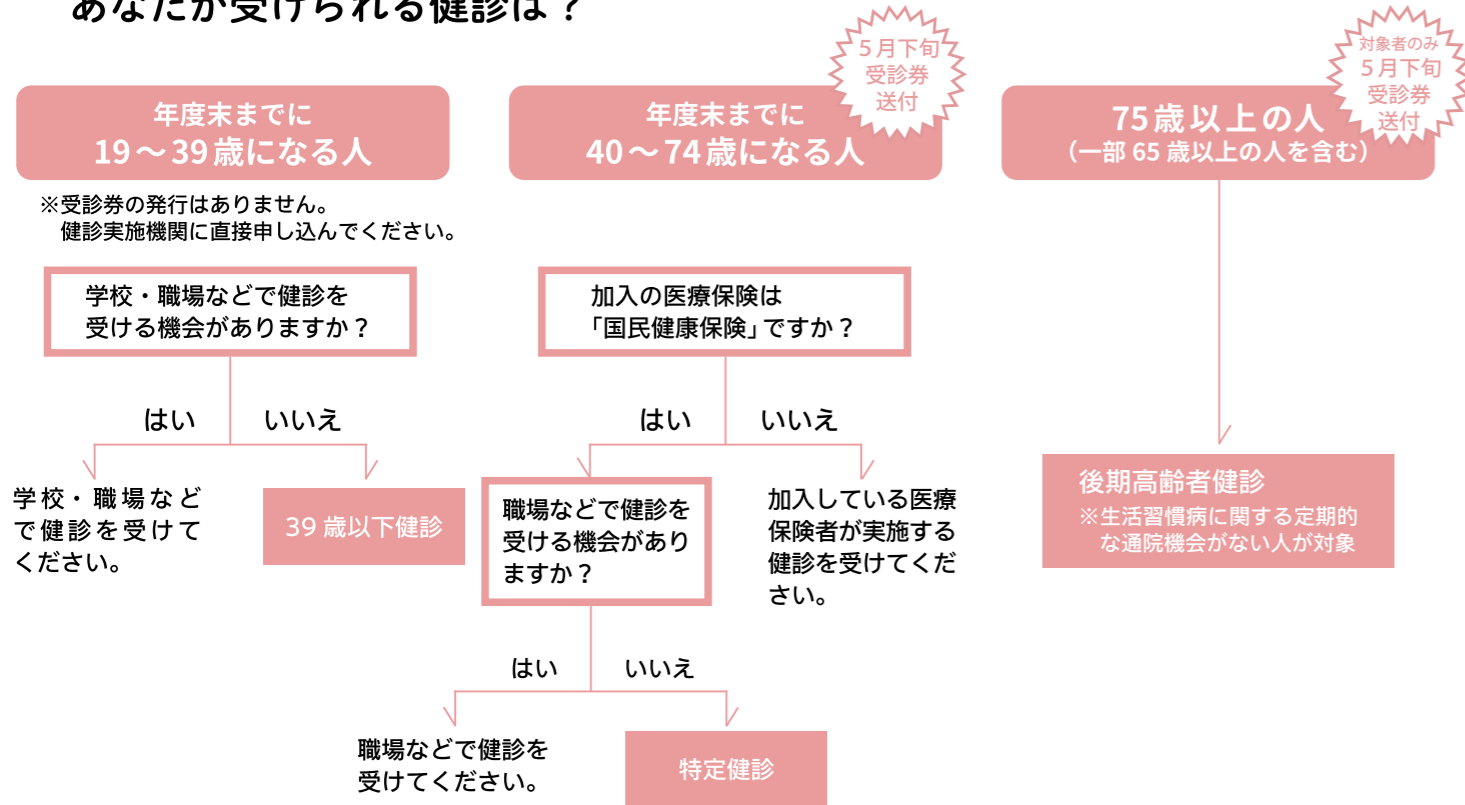 あなたが受けられる健診は？
年度末までに
19～39歳になる人
※受診券の発行はありません。
健診実施機関に直接申し込んでください。
学校・職場などで健診を
受ける機会がありますか？
はい
いいえ
学校・職場など
で健診を受けて
ください。
39 歳以下健診
5月下旬
受診券
送付
年度末までに
40～74歳になる人
加入の医療保険は
「国民健康保険」ですか？
はい
いいえ
職場などで健診を
受ける機会があり
ますか？
加入している医療
保険者が実施する
健診を受けてくだ
さい。
はい
いいえ
職場などで健診を
受けてください。
特定健診
対象者のみ
5月下旬
受診券
送付
75歳以上の人
（一部 65 歳以上の人を含む）
後期高齢者健診
※生活習慣病に関する定期的
な通院機会がない人が対象